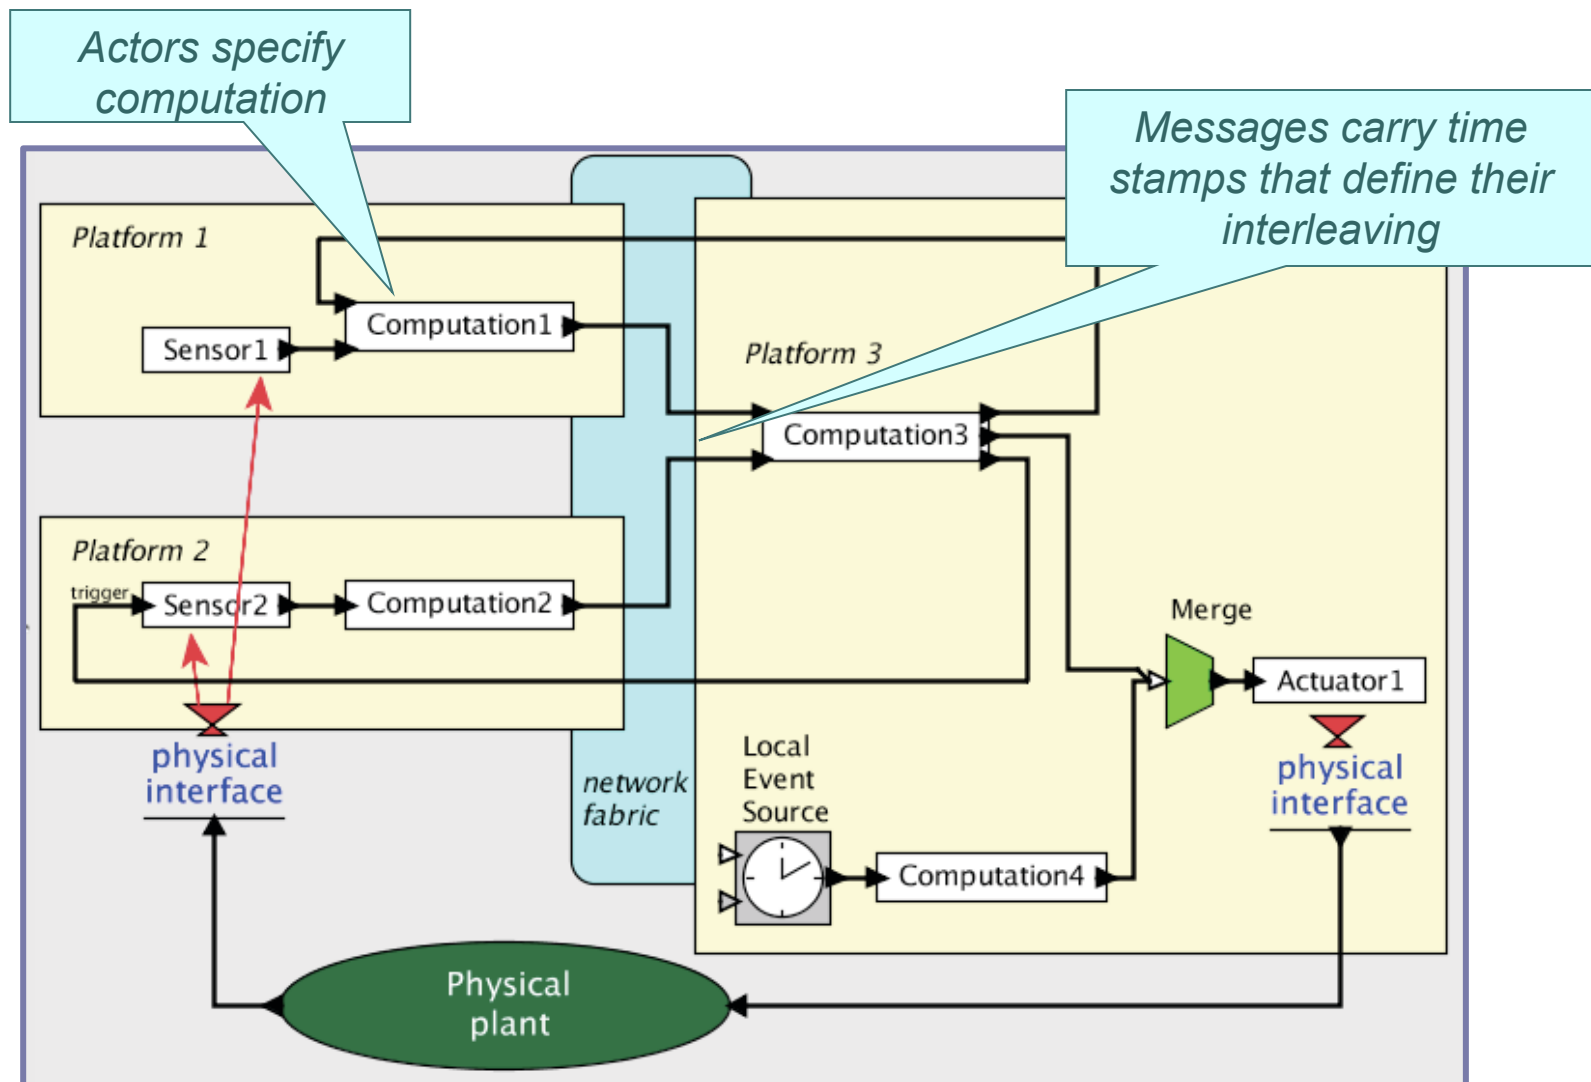 Actors specify
computation
Messages carry time
stamps that define their
interleaving
Platform 1
Computation1
Sensor1
Platform 3
Computation3
Platform 2
trigger
Sensor2
Computation2
Merge
Actuator1
physical
interface
network
fabric
Local
Event
Source
physical
interface
Computation4
Physical
plant